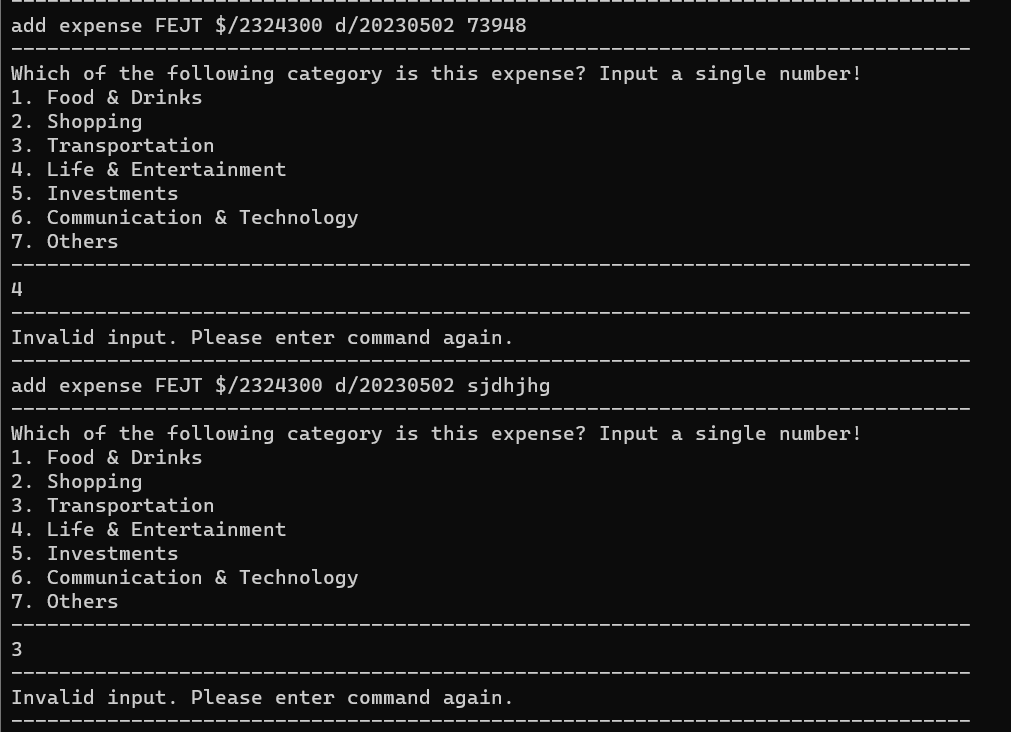 --------------------------------------------------------------------------------
add expense FEJT $/2324300 d/20230502 73948
--------------------------------------------------------------------------------
Which of the following category is this expense? Input a single number!
1. Food & Drinks
2. Shopping
3. Transportation
4. Life & Entertainment
5. Investments
6. Communication & Technology
7. Others
--------------------------------------------------------------------------------
4
--------------------------------------------------------------------------------
Invalid input. Please enter command again.
--------------------------------------------------------------------------------
add expense FEJT $/2324300 d/20230502 sjdhjhg
--------------------------------------------------------------------------------
Which of the following category is this expense? Input a single number!
1. Food & Drinks
2. Shopping
3. Transportation
4. Life & Entertainment
5. Investments
6. Communication & Technology
7. Others
--------------------------------------------------------------------------------
3
--------------------------------------------------------------------------------
Invalid input. Please enter command again.
--------------------------------------------------------------------------------